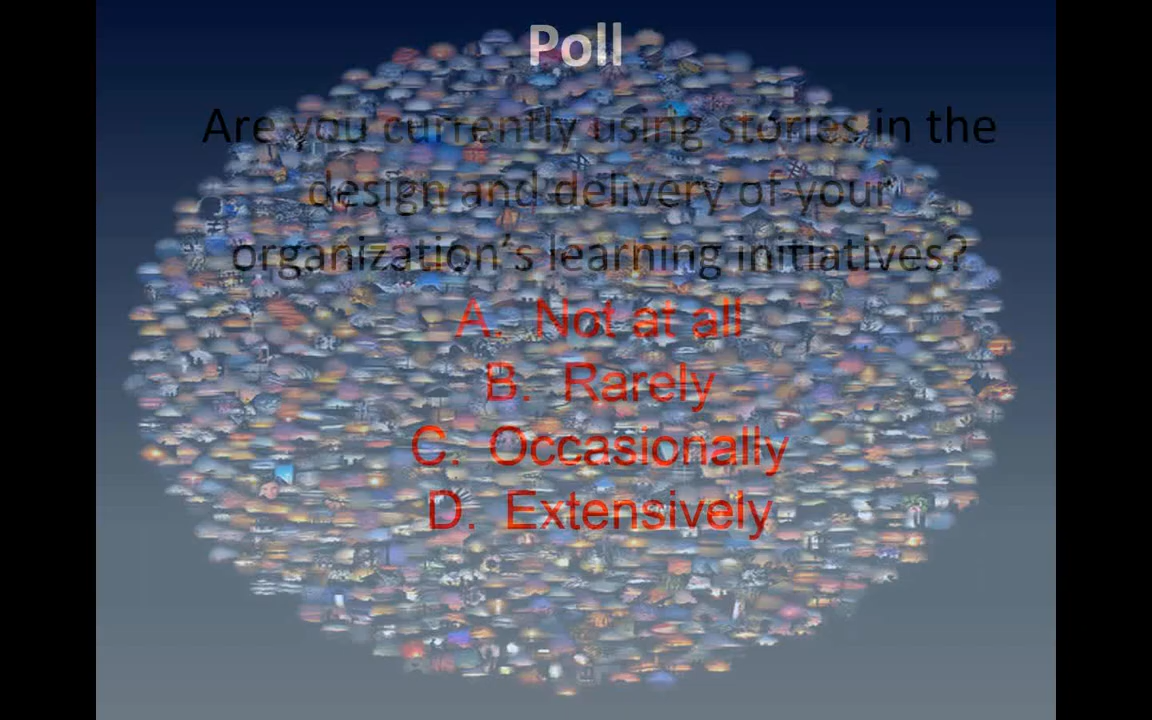 Poll
Are you currently using stories in the
design and delivery of your
organization's learning initiatives?
A. Not at all
B. Rarely
C. Occasionally
D. Extensively